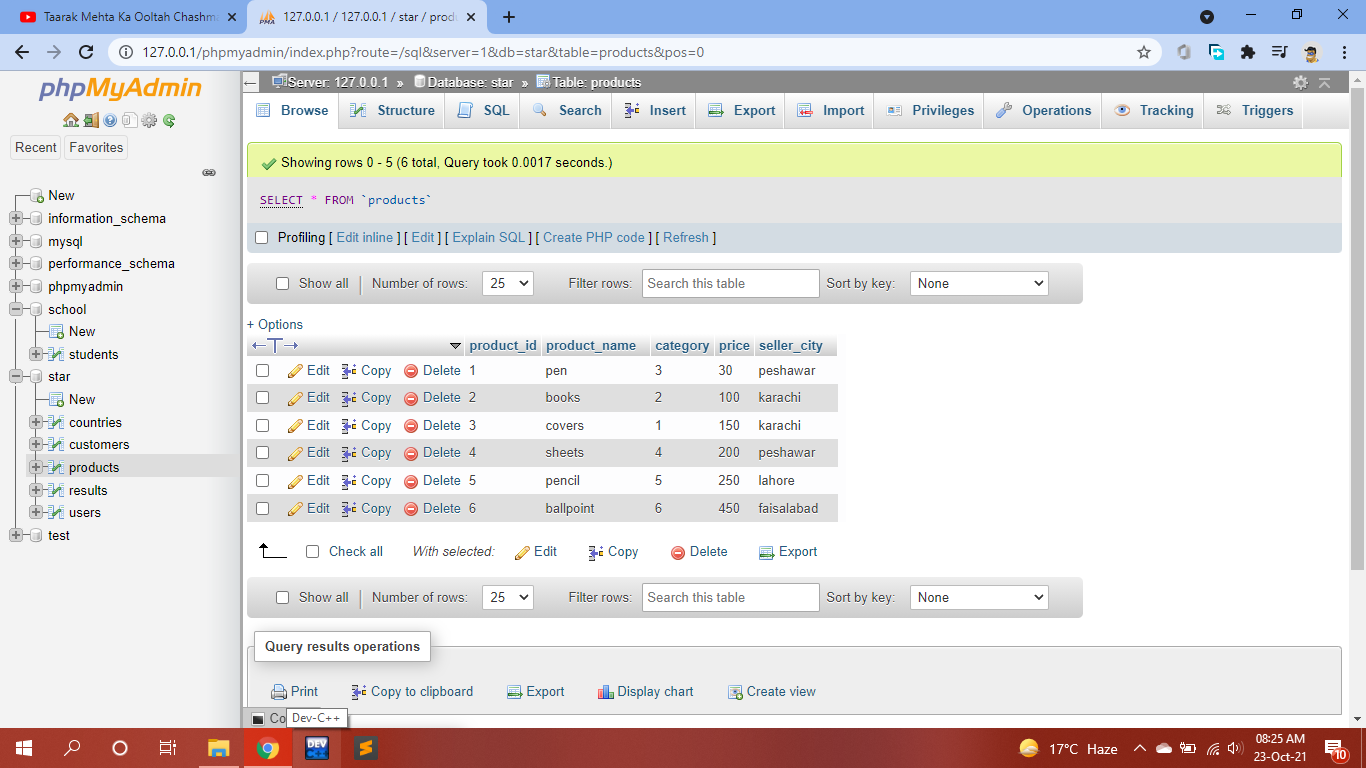 Taarak Mehta Ka Ooltah Chashm
127.0.0.1 / 127.0.0.1 / star / prod
127.0.0.1/phpmyadmin/index.php?route=/sql&server=1&db=star&table=products&pos=0
phpMyAdmin
Recent Favorites
New
information_schema
mysql
performance_schema
phpmyadmin
school
New
students
star
New
countries
customers
products
results
users
test
Server: 127.0.0.1 » Database: star » Table: products
Browse Structure SQL Search Insert Export Import Privileges Operations Tracking Triggers
Showing rows 0 - 5 (6 total, Query took 0.0017 seconds.)
SELECT * FROM `products`
Profiling [ Edit inline ] [ Edit ] [ Explain SQL ] [ Create PHP code ] [ Refresh ]
Show all Number of rows: 25 Filter rows: Search this table Sort by key: None
+ Options
product_id product_name category price seller_city
Edit Copy Delete 1 pen 3 30 peshawar
Edit Copy Delete 2 books 2 100 karachi
Edit Copy Delete 3 covers 1 150 karachi
Edit Copy Delete 4 sheets 4 200 peshawar
Edit Copy Delete 5 pencil 5 250 lahore
Edit Copy Delete 6 ballpoint 6 450 faisalabad
Check all With selected: Edit Copy Delete Export
Show all Number of rows: 25 Filter rows: Search this table Sort by key: None
Query results operations
Print Copy to clipboard Export Display chart Create view
Co
Dev-C++
DEV
17°C Haze
08:25 AM
23-Oct-21
10